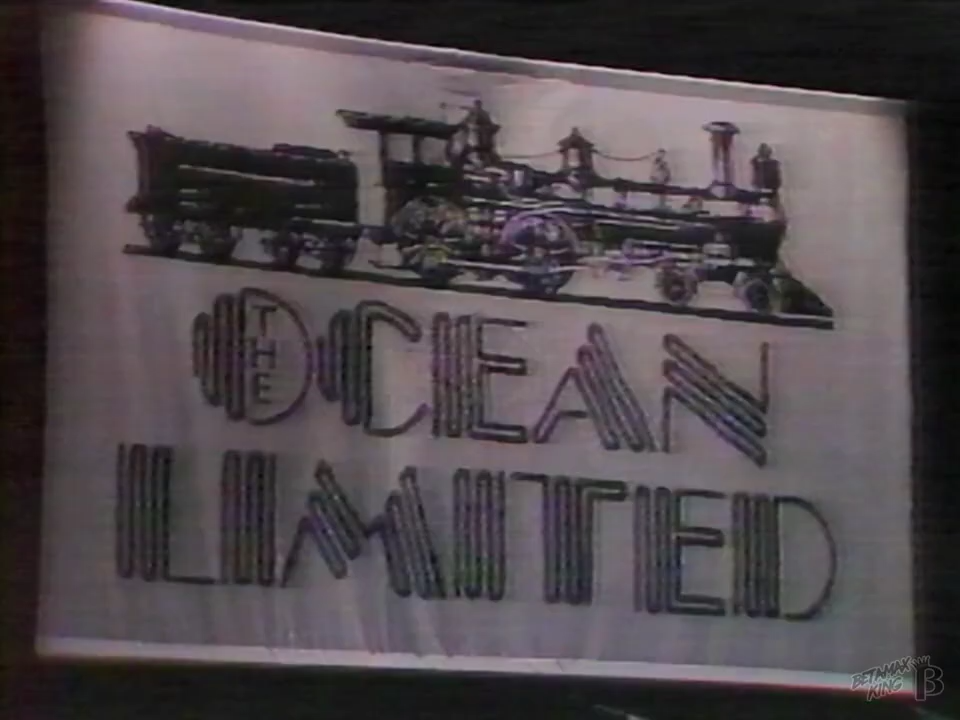 THE
OCEAN
LIMITED
BETAMAX
KING β